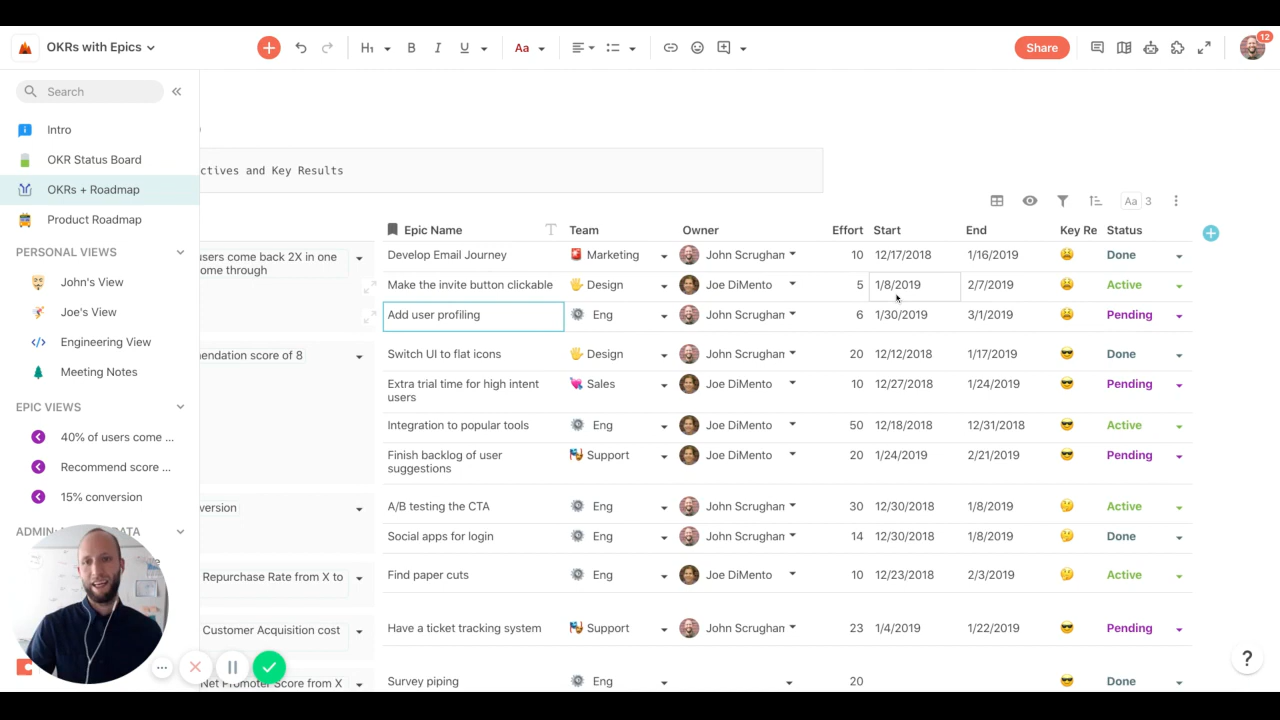 OKRs with Epics
H1 B I U Aa
Share
12
Search
Intro
OKR Status Board
OKRs + Roadmap
Product Roadmap
PERSONAL VIEWS
John's View
Joe's View
Engineering View
Meeting Notes
EPIC VIEWS
40% of users come ...
Recommend score ...
15% conversion
ctives and Key Results
Aa 3
Epic Name Team Owner Effort Start End Key Re Status
users come back 2X in one
ome through
Develop Email Journey Marketing John Scrughan 10 12/17/2018 1/16/2019 Done
Make the invite button clickable Design Joe DiMento 5 1/8/2019 2/7/2019 Active
Add user profiling Eng John Scrughan 6 1/30/2019 3/1/2019 Pending
endation score of 8
Switch UI to flat icons Design John Scrughan 20 12/12/2018 1/17/2019 Done
Extra trial time for high intent
users
Sales Joe DiMento 10 12/27/2018 1/24/2019 Pending
Integration to popular tools Eng Joe DiMento 50 12/18/2018 12/31/2018 Active
Finish backlog of user
suggestions
Support Joe DiMento 20 1/24/2019 2/21/2019 Pending
version
A/B testing the CTA Eng John Scrughan 30 12/30/2018 1/8/2019 Active
Social apps for login Eng John Scrughan 14 12/30/2018 1/8/2019 Done
Repurchase Rate from X to
Find paper cuts Eng Joe DiMento 10 12/23/2018 2/3/2019 Active
Customer Acquisition cost
Have a ticket tracking system Support John Scrughan 23 1/4/2019 1/22/2019 Pending
Net Promoter Score from X
Survey piping Eng 20 Done
?